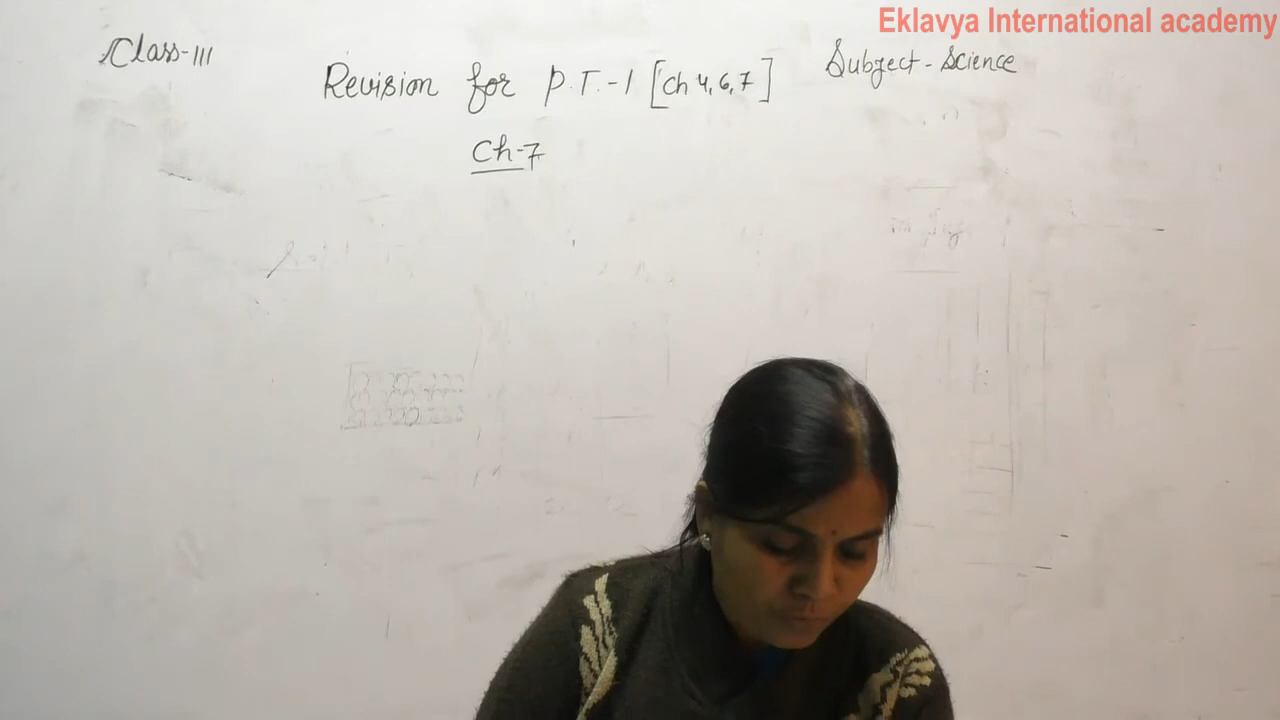 Eklavya International academy
Class-III
Subject-Science
Revision for P.T.-1 [Ch 4,6,7]
Ch-7